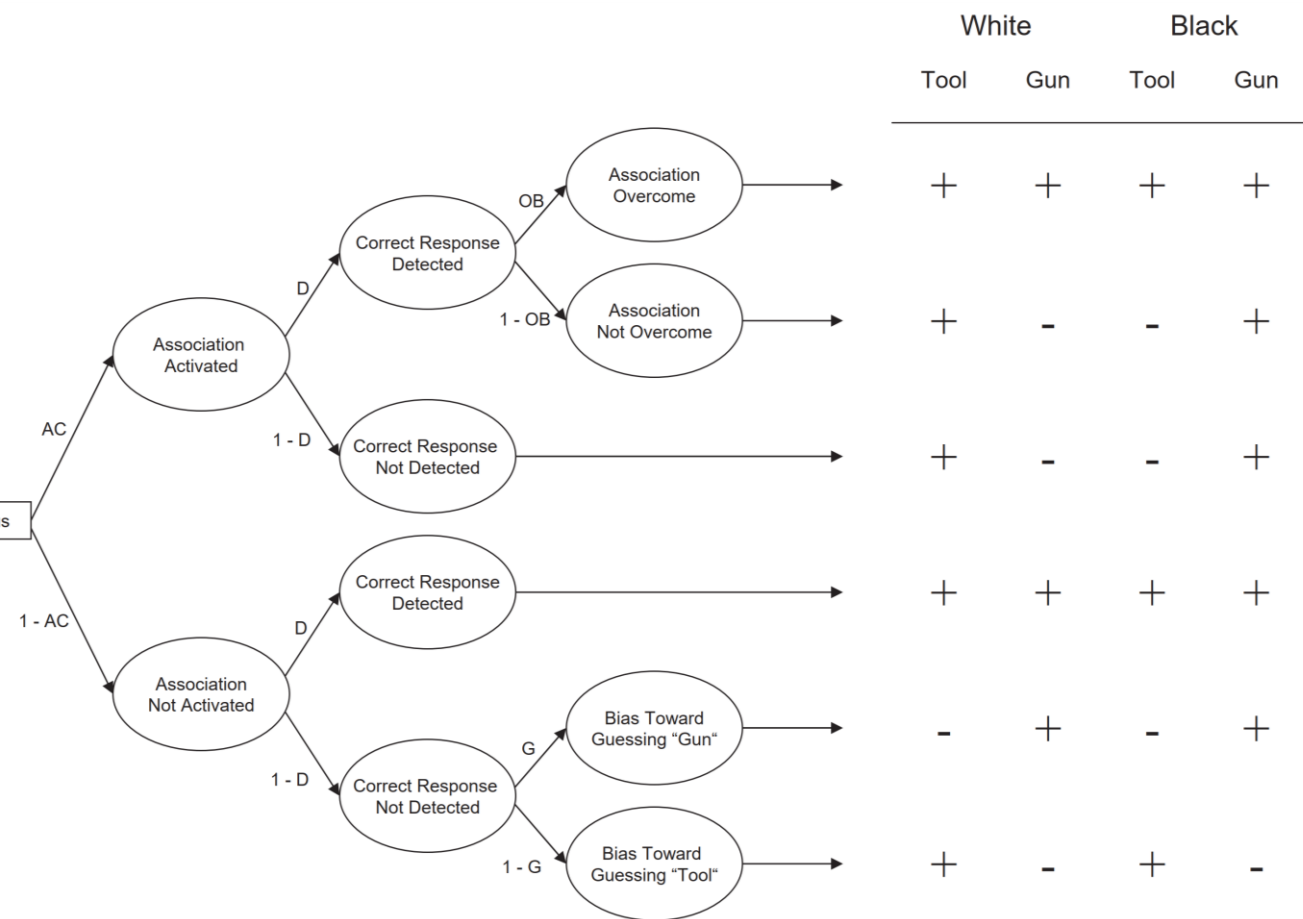 White Black
Tool Gun Tool Gun
Association
Overcome
+ + + +
OB
Correct Response
Detected
1 - OB
Association
Not Overcome
+ - - +
D
Association
Activated
AC
1 - D
Correct Response
Not Detected
+ - - +
Correct Response
Detected
+ + + +
1 - AC
D
Association
Not Activated
Bias Toward
Guessing “Gun“
- + - +
G
1 - D
Correct Response
Not Detected
1 - G
Bias Toward
Guessing “Tool“
+ - + -